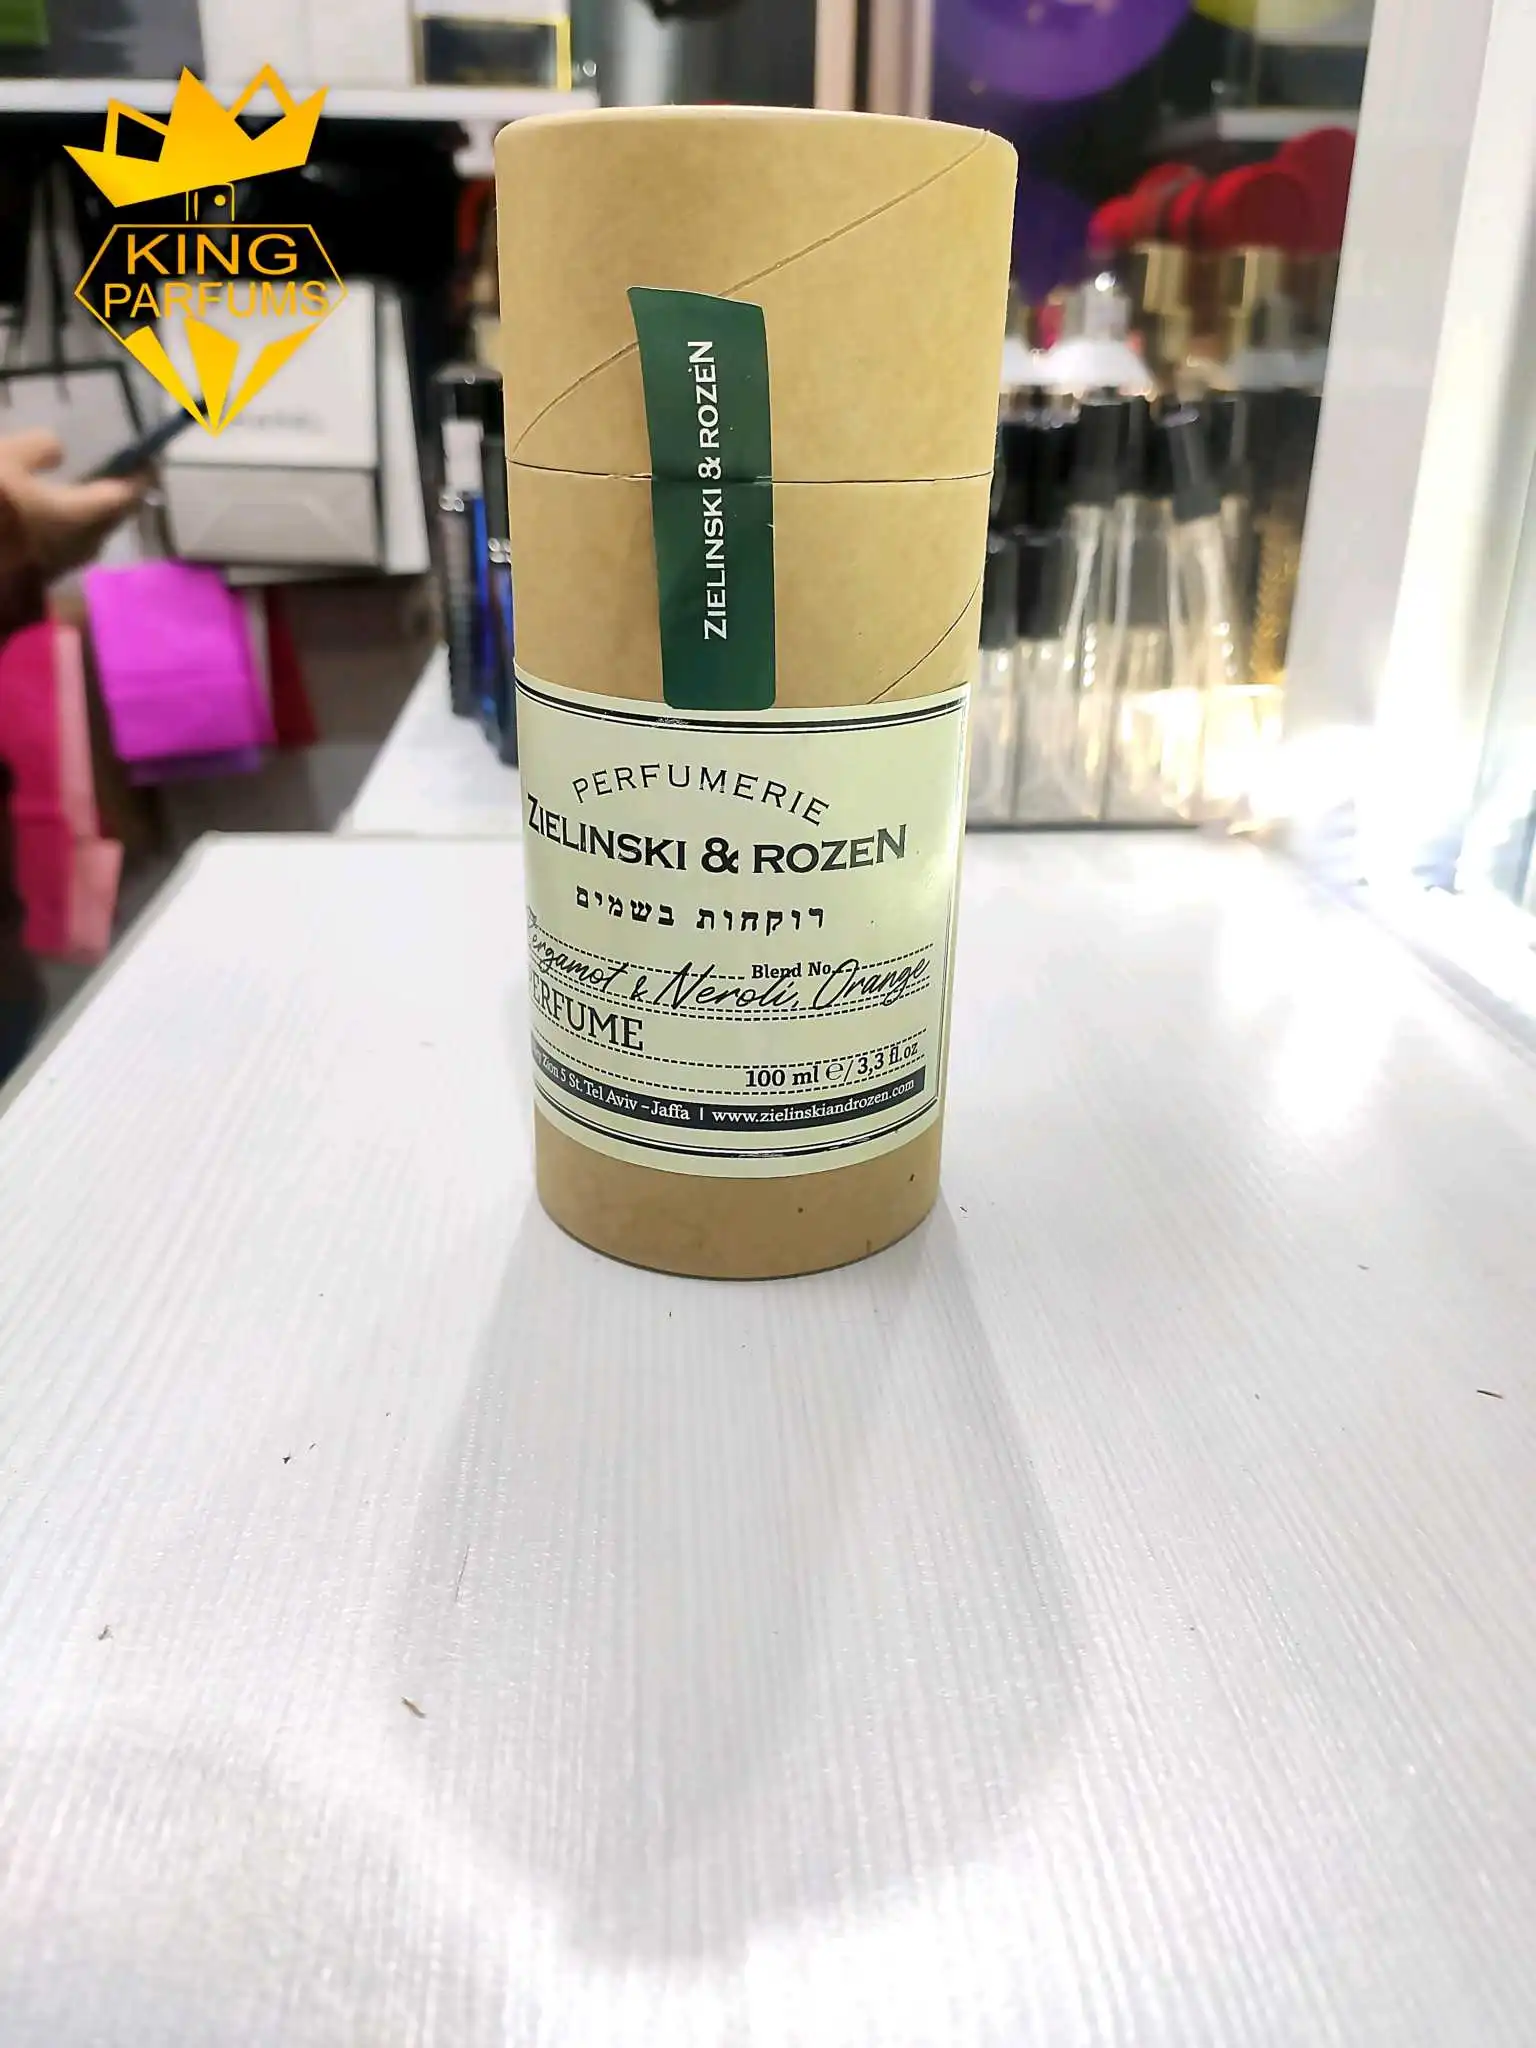 KING
PARFUMS
ZIELINSKI & ROZEN
PERFUMERIE
ZIELINSKI & ROZEN
רוקחות בשמים
Blend No
Bergamot & Neroli, Orange
PERFUME
100 ml ℮/ 3,3 fl.oz
Zion 5 St. Tel Aviv – Jaffa | www.zielinskiandrozen.com